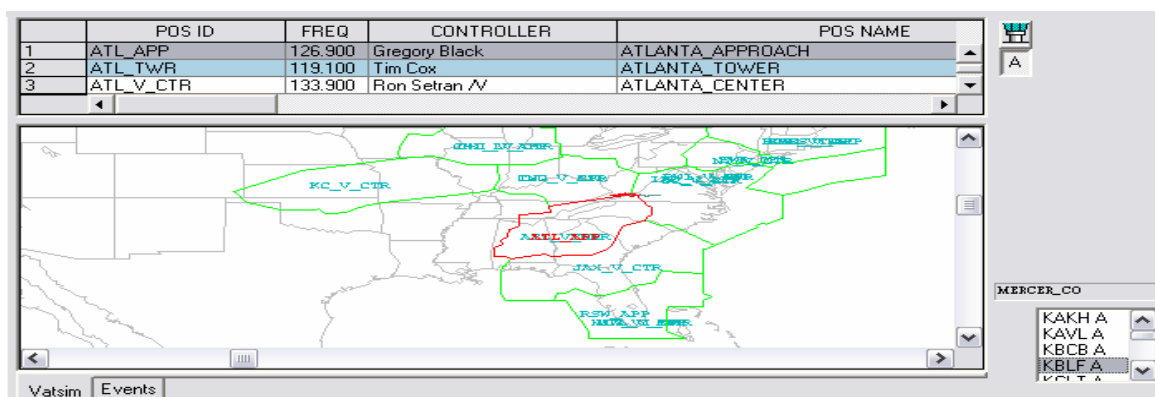 POS ID FREQ CONTROLLER POS NAME
1 ATL_APP 126.900 Gregory Black ATLANTA_APPROACH
2 ATL_TWR 119.100 Tim Cox ATLANTA_TOWER
3 ATL_V_CTR 133.900 Ron Setran /V ATLANTA_CENTER
A
KC_V_CTR
JAX_V_CTR
RSW_APP
MERCER_CO
KAKH A
KAVL A
KBCB A
KBLF A
KCLT A
Vatsim Events